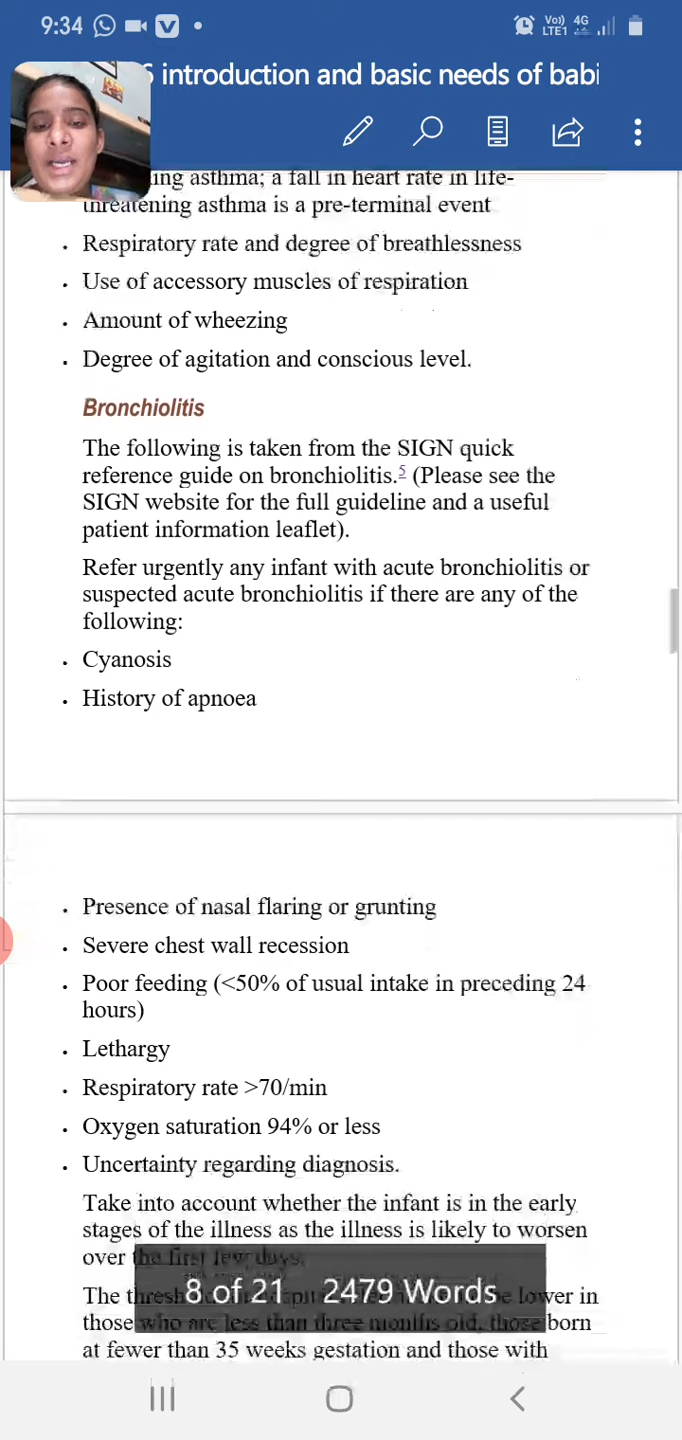 9:34
Vo)) 4G
LTE1
6 introduction and basic needs of babi
ing asthma; a fall in heart rate in life-
threatening asthma is a pre-terminal event
• Respiratory rate and degree of breathlessness
• Use of accessory muscles of respiration
• Amount of wheezing
• Degree of agitation and conscious level.
Bronchiolitis
The following is taken from the SIGN quick
reference guide on bronchiolitis.5 (Please see the
SIGN website for the full guideline and a useful
patient information leaflet).
Refer urgently any infant with acute bronchiolitis or
suspected acute bronchiolitis if there are any of the
following:
• Cyanosis
• History of apnoea
• Presence of nasal flaring or grunting
• Severe chest wall recession
• Poor feeding (<50% of usual intake in preceding 24
hours)
• Lethargy
• Respiratory rate >70/min
• Oxygen saturation 94% or less
• Uncertainty regarding diagnosis.
Take into account whether the infant is in the early
stages of the illness as the illness is likely to worsen
over the first few days.
8 of 21 2479 Words
The lower in
those who are less than three months old, those born
at fewer than 35 weeks gestation and those with